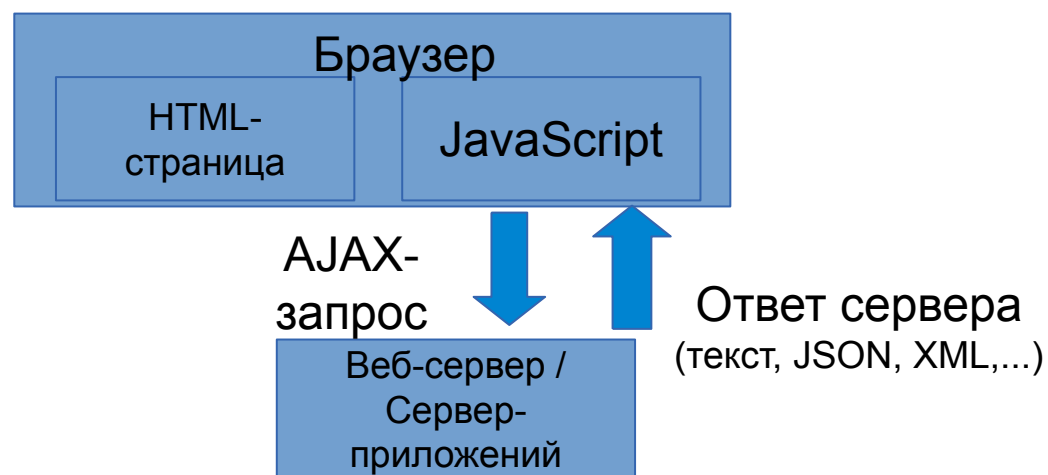 Браузер
HTML-
страница
JavaScript
AJAX-
запрос
Ответ сервера
(текст, JSON, XML,...)
Веб-сервер /
Сервер-
приложений